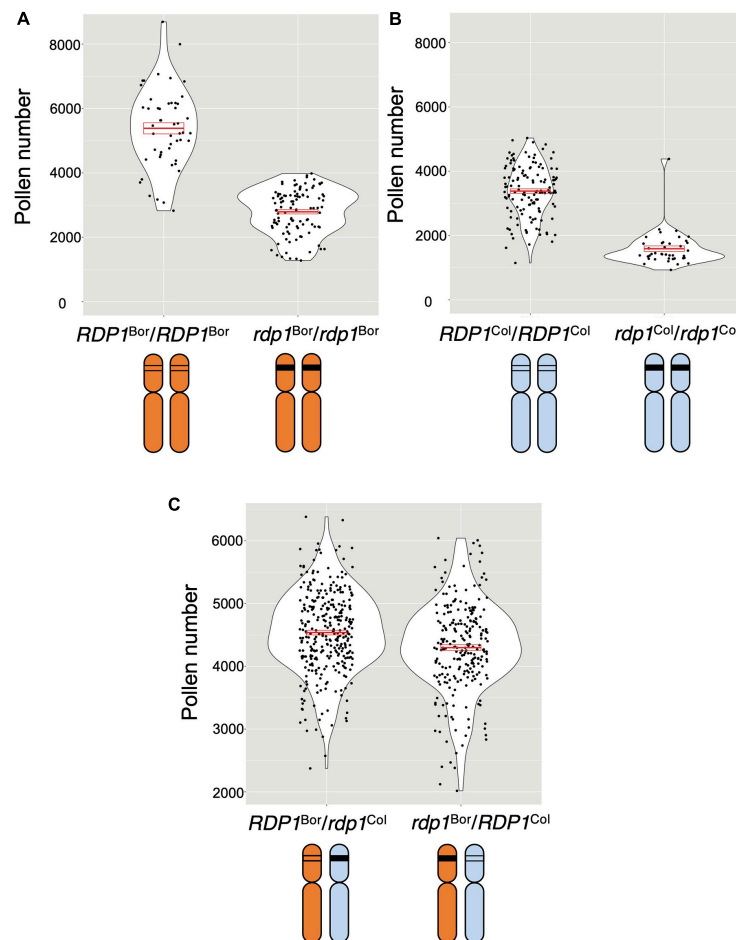 A
8000
6000
4000
2000
0
Pollen number
RDP1Bor/RDP1Bor
rdp1Bor/rdp1Bor
B
8000
6000
4000
2000
0
Pollen number
RDP1Col/RDP1Col
rdp1Col/rdp1Co
C
6000
5000
4000
3000
2000
Pollen number
RDP1Bor/rdp1Col
rdp1Bor/RDP1Col